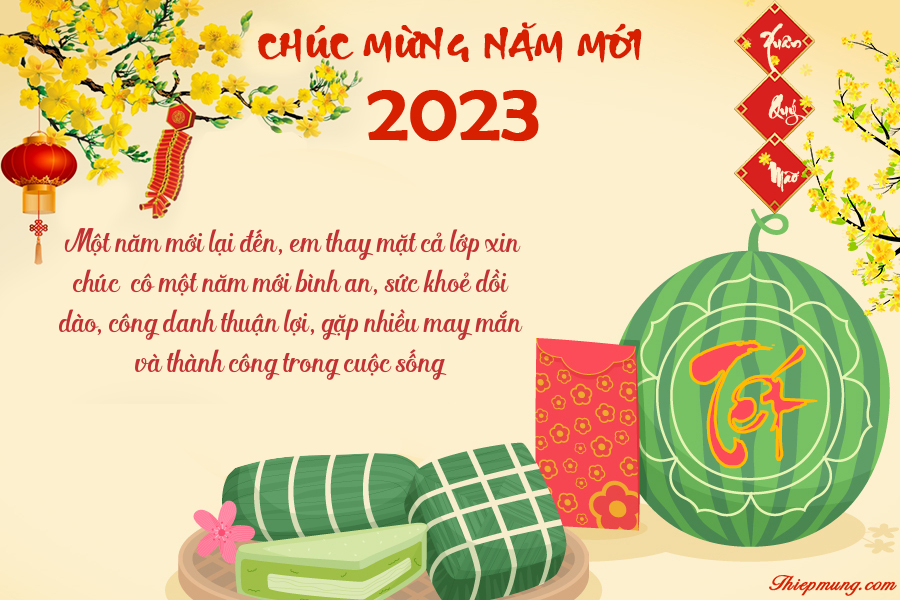 CHÚC MỪNG NĂM MỚI
2023
Xuân
Quý
Mão
Một năm mới lại đến, em thay mặt cả lớp xin
chúc cô một năm mới bình an, sức khoẻ dồi
dào, công danh thuận lợi, gặp nhiều may mắn
và thành công trong cuộc sống
Tết
Thiepmung.com